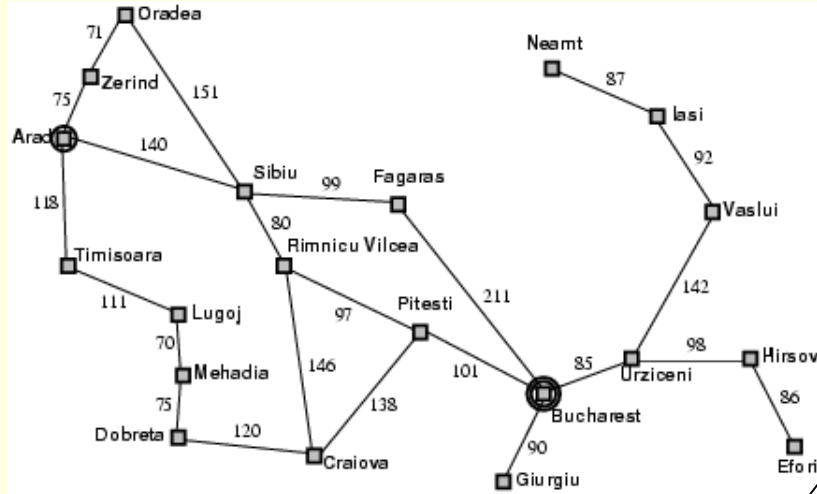 Oradea
71
Neamt
Zerind
87
151
Iasi
75
Arad
140
92
Sibiu
Fagaras
99
118
80
Vaslui
Timisoara
Rimnicu Vilcea
111
142
Lugoj
97
Pitesti
211
70
98
Hirsov
146
101
85
Urziceni
Mehadia
138
86
75
Bucharest
Dobreta
120
90
Craiova
Efori
Giurgiu